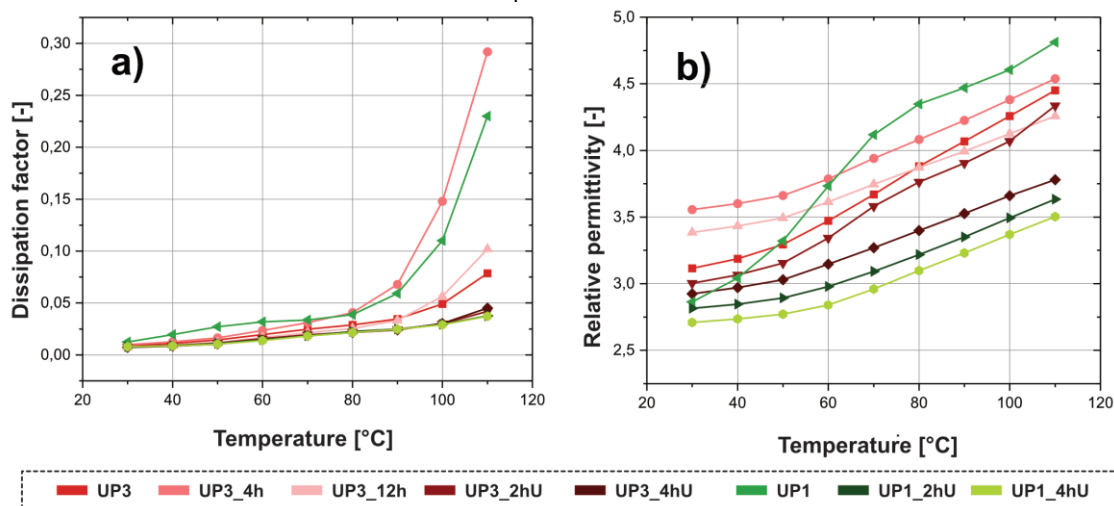 a)
Dissipation factor [-]
0,30
0,25
0,20
0,15
0,10
0,05
0,00
20 40 60 80 100 120
Temperature [°C]
b)
Relative permittivity [-]
5,0
4,5
4,0
3,5
3,0
2,5
20 40 60 80 100 120
Temperature [°C]
UP3 UP3_4h UP3_12h UP3_2hU UP3_4hU UP1 UP1_2hU UP1_4hU